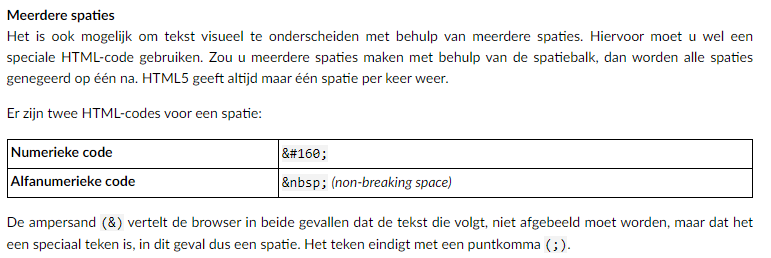 Meerdere spaties
Het is ook mogelijk om tekst visueel te onderscheiden met behulp van meerdere spaties. Hiervoor moet u wel een
speciale HTML-code gebruiken. Zou u meerdere spaties maken met behulp van de spatiebalk, dan worden alle spaties
genegeerd op één na. HTML5 geeft altijd maar één spatie per keer weer.
Er zijn twee HTML-codes voor een spatie:
Numerieke code &#160;
Alfanumerieke code &nbsp; (non-breaking space)
De ampersand (&) vertelt de browser in beide gevallen dat de tekst die volgt, niet afgebeeld moet worden, maar dat het
een speciaal teken is, in dit geval dus een spatie. Het teken eindigt met een puntkomma (;).